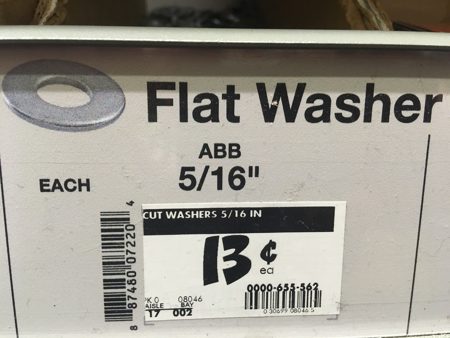 Flat Washer
ABB
EACH
5/16"
CUT WASHERS 5/16 IN
13¢
ea
0000-655-562
PK 0 08046
AISLE BAY
17 002
0 30699 08046 5
8 87480 07220 4